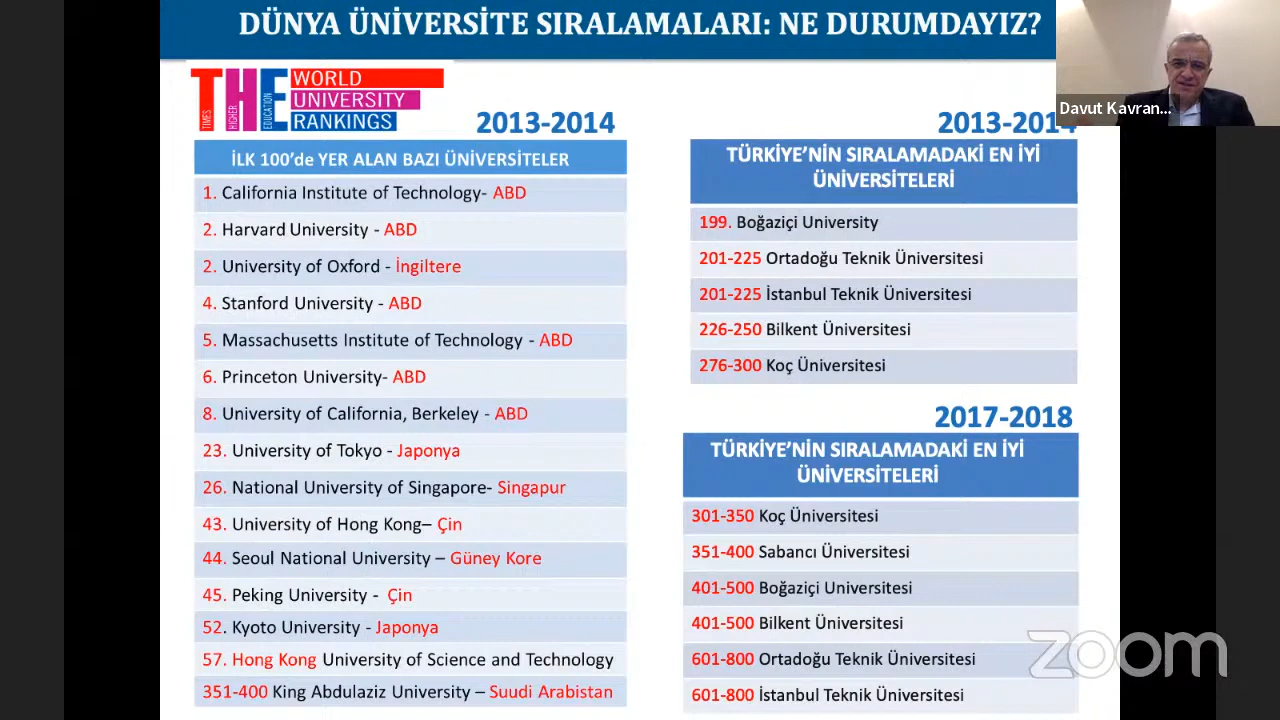 DÜNYA ÜNİVERSİTE SIRALAMALARI: NE DURUMDAYIZ?
Davut Kavran...
THE
TIMES
HIGHER
EDUCATION
WORLD
UNIVERSITY
RANKINGS
2013-2014
İLK 100’de YER ALAN BAZI ÜNİVERSİTELER
1. California Institute of Technology- ABD
2. Harvard University - ABD
2. University of Oxford - İngiltere
4. Stanford University - ABD
5. Massachusetts Institute of Technology - ABD
6. Princeton University- ABD
8. University of California, Berkeley - ABD
23. University of Tokyo - Japonya
26. National University of Singapore- Singapur
43. University of Hong Kong– Çin
44. Seoul National University – Güney Kore
45. Peking University - Çin
52. Kyoto University - Japonya
57. Hong Kong University of Science and Technology
351-400 King Abdulaziz University – Suudi Arabistan
2013-2014
TÜRKİYE’NİN SIRALAMADAKİ EN İYİ
ÜNİVERSİTELERİ
199. Boğaziçi University
201-225 Ortadoğu Teknik Üniversitesi
201-225 İstanbul Teknik Üniversitesi
226-250 Bilkent Üniversitesi
276-300 Koç Üniversitesi
2017-2018
TÜRKİYE’NİN SIRALAMADAKİ EN İYİ
ÜNİVERSİTELERİ
301-350 Koç Üniversitesi
351-400 Sabancı Üniversitesi
401-500 Boğaziçi Universitesi
401-500 Bilkent Üniversitesi
601-800 Ortadoğu Teknik Üniversitesi
601-800 İstanbul Teknik Üniversitesi
zoom